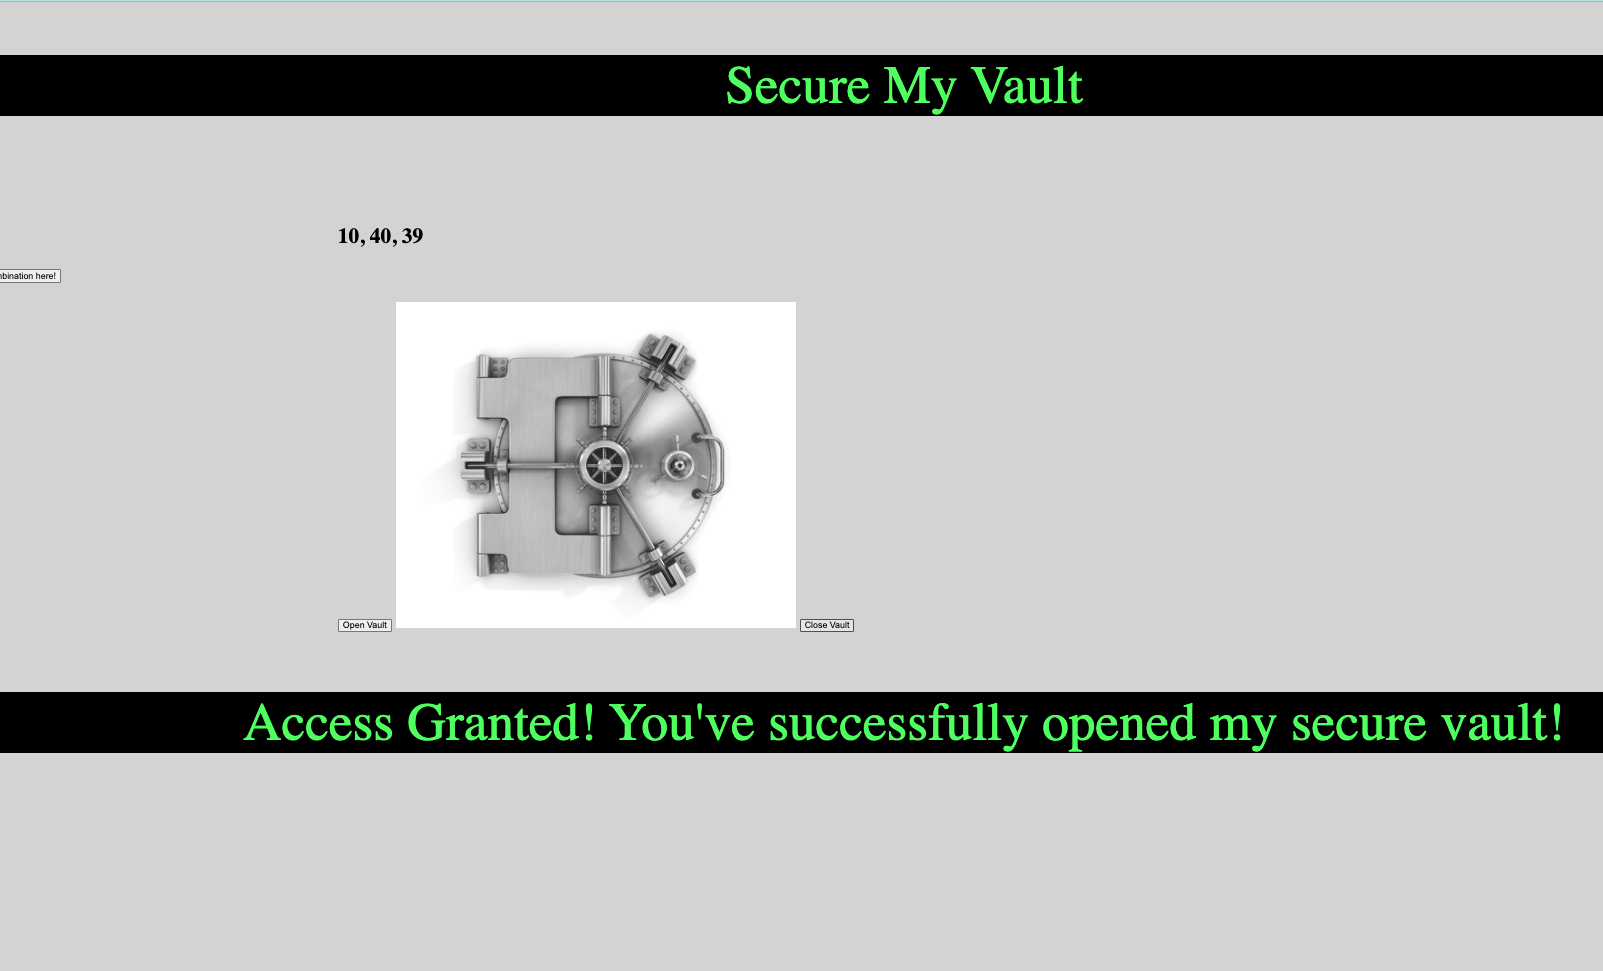 Secure My Vault
10, 40, 39
bination here!
Open Vault
Close Vault
Access Granted! You've successfully opened my secure vault!